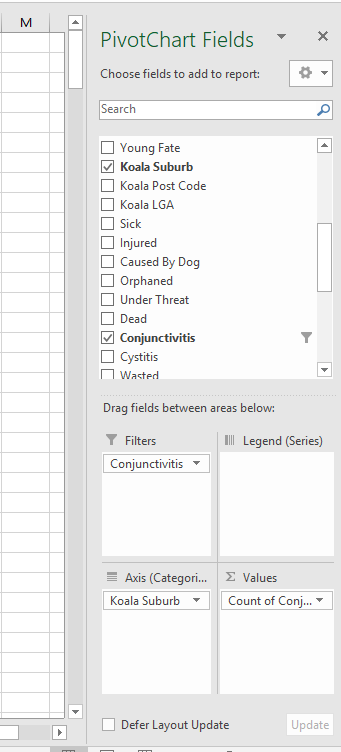 M
PivotChart Fields
Choose fields to add to report:
Search
Young Fate
Koala Suburb
Koala Post Code
Koala LGA
Sick
Injured
Caused By Dog
Orphaned
Under Threat
Dead
Conjunctivitis
Cystitis
Wasted
Drag fields between areas below:
Filters
Legend (Series)
Conjunctivitis
Axis (Categori...
Σ Values
Koala Suburb
Count of Conj...
Defer Layout Update
Update